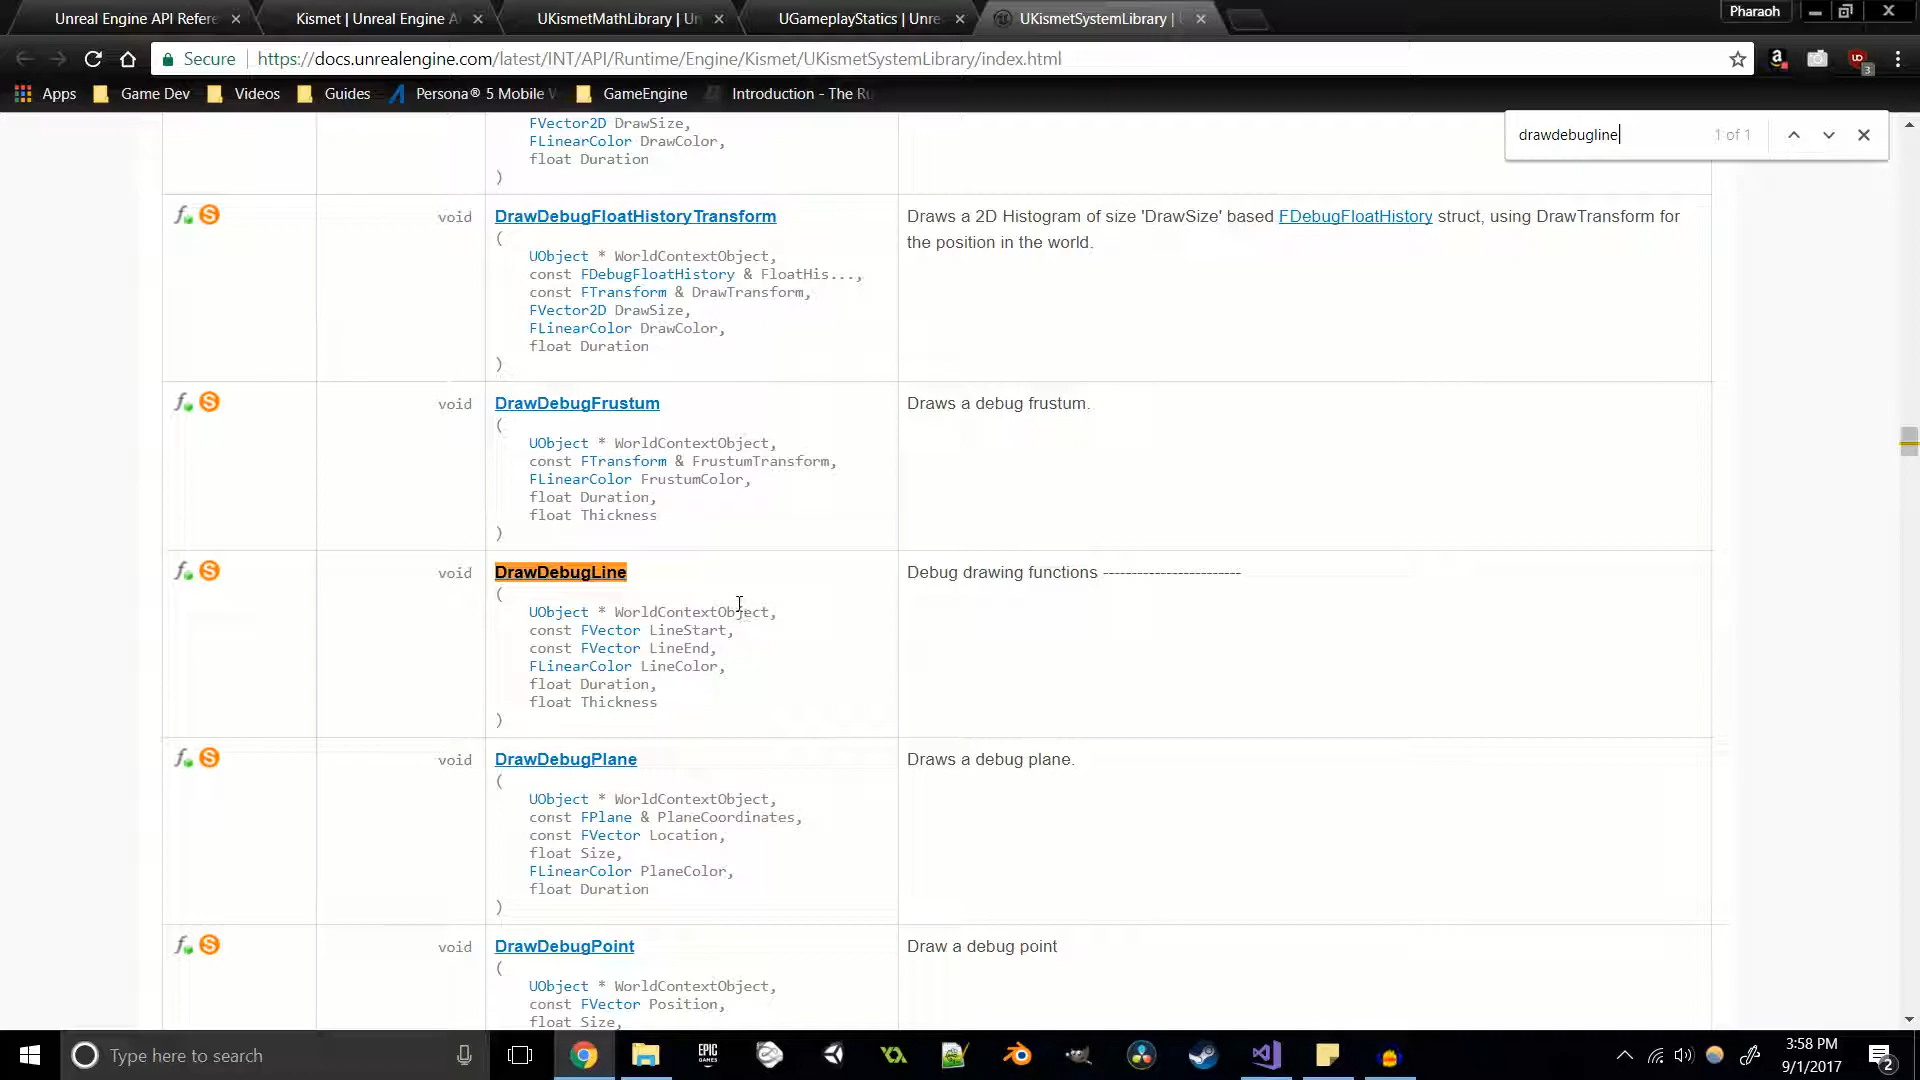 Unreal Engine API Refere
Kismet | Unreal Engine A
UKismetMathLibrary | Un
UGameplayStatics | Unre
UKismetSystemLibrary |
Pharaoh
Secure
https://docs.unrealengine.com/latest/INT/API/Runtime/Engine/Kismet/UKismetSystemLibrary/index.html
3
Apps
Game Dev
Videos
Guides
Persona® 5 Mobile
GameEngine
Introduction - The
drawdebugline
1 of 1
FVector2D DrawSize,
FLinearColor DrawColor,
float Duration
)
void
DrawDebugFloatHistoryTransform
(
UObject * WorldContextObject,
const FDebugFloatHistory & FloatHis...,
const FTransform & DrawTransform,
FVector2D DrawSize,
FLinearColor DrawColor,
float Duration
)
Draws a 2D Histogram of size 'DrawSize' based FDebugFloatHistory struct, using DrawTransform for
the position in the world.
void
DrawDebugFrustum
(
UObject * WorldContextObject,
const FTransform & FrustumTransform,
FLinearColor FrustumColor,
float Duration,
float Thickness
)
Draws a debug frustum.
void
DrawDebugLine
(
UObject * WorldContextObject,
const FVector LineStart,
const FVector LineEnd,
FLinearColor LineColor,
float Duration,
float Thickness
)
Debug drawing functions ------------------------
void
DrawDebugPlane
(
UObject * WorldContextObject,
const FPlane & PlaneCoordinates,
const FVector Location,
float Size,
FLinearColor PlaneColor,
float Duration
)
Draws a debug plane.
void
DrawDebugPoint
(
UObject * WorldContextObject,
const FVector Position,
float Size,
Draw a debug point
Type here to search
EPIC
GAMES
3:58 PM
9/1/2017
2